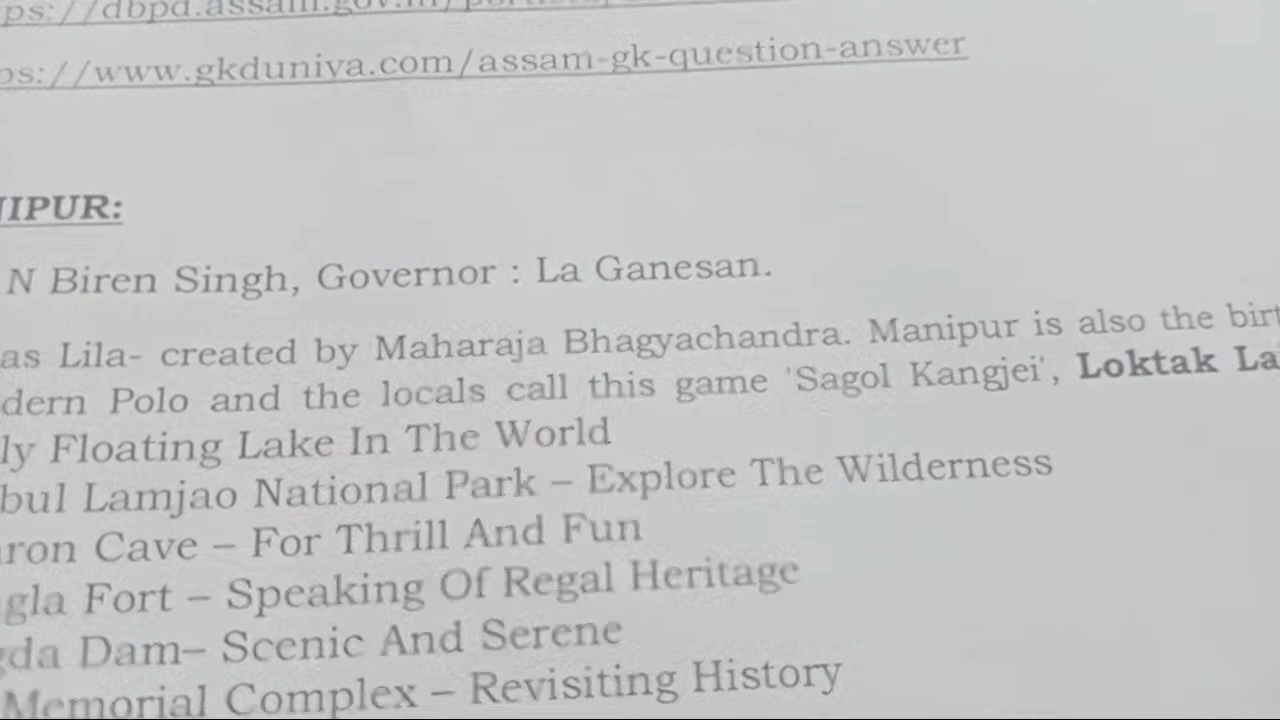 ps://dbpd.assam.gov.in/
ps://www.gkduniya.com/assam-gk-question-answer
NIPUR:
N Biren Singh, Governor : La Ganesan.
as Lila- created by Maharaja Bhagyachandra. Manipur is also the birt
dern Polo and the locals call this game 'Sagol Kangjei', Loktak La
ly Floating Lake In The World
bul Lamjao National Park – Explore The Wilderness
ron Cave – For Thrill And Fun
gla Fort – Speaking Of Regal Heritage
gda Dam– Scenic And Serene
Memorial Complex – Revisiting History